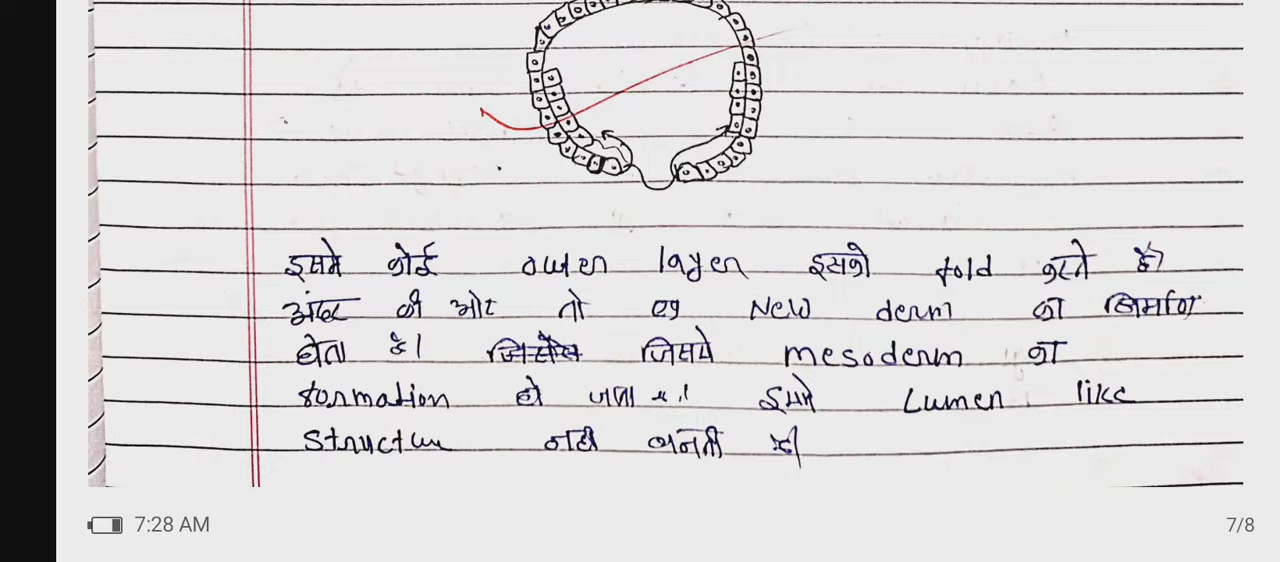 इसमे कोई outer layer इसको fold करते है
अंदर की ओर तो एक New derm का निर्माण
होता है। जिसमे mesoderm का
formation हो जाता है। इसमे Lumen like
Structure नही बनती है
7:28 AM
7/8